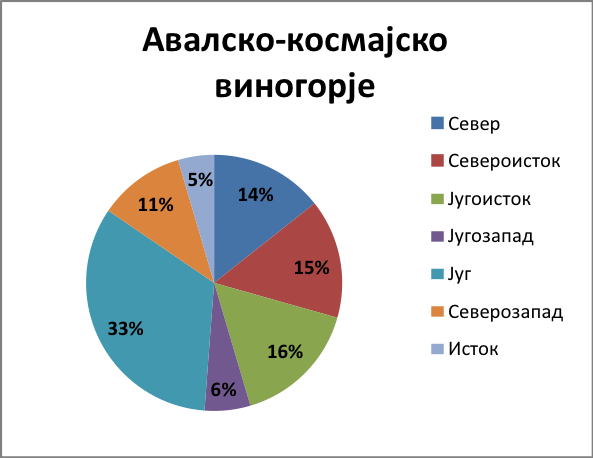 Авалско-космајско
виногорје
Север
Североисток
Југоисток
Југозапад
Југ
Северозапад
Исток
14%
15%
16%
6%
33%
11%
5%